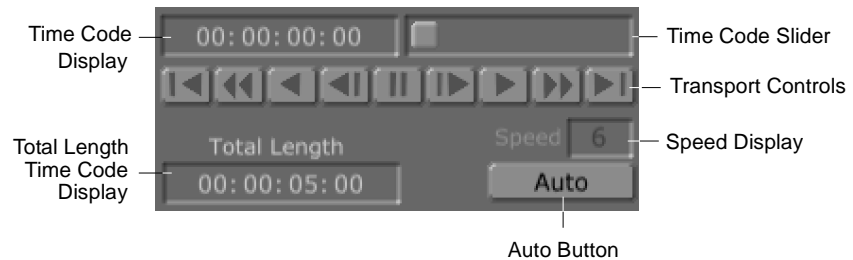 Time Code
Display
00:00:00:00
Time Code Slider
Transport Controls
Total Length
Time Code
Display
Total Length
00:00:05:00
Speed 6
Speed Display
Auto
Auto Button